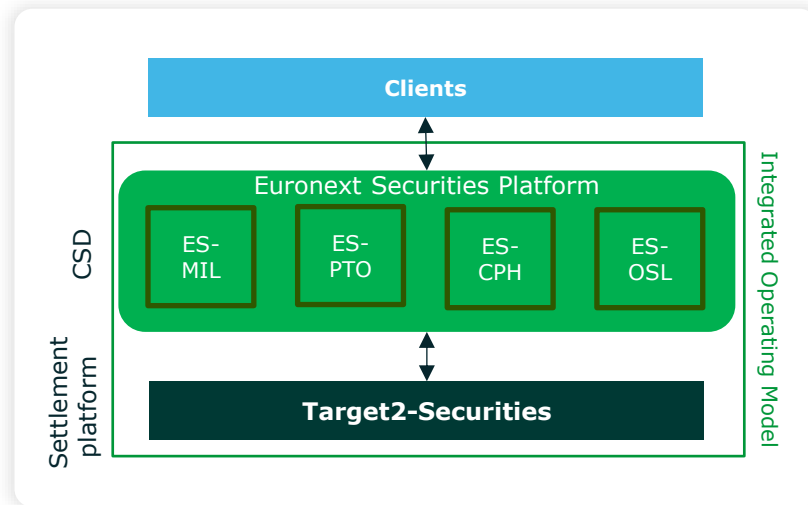 Clients
Euronext Securities Platform
ES-
MIL
ES-
PTO
ES-
CPH
ES-
OSL
Target2-Securities
CSD
Settlement
platform
Integrated Operating Model